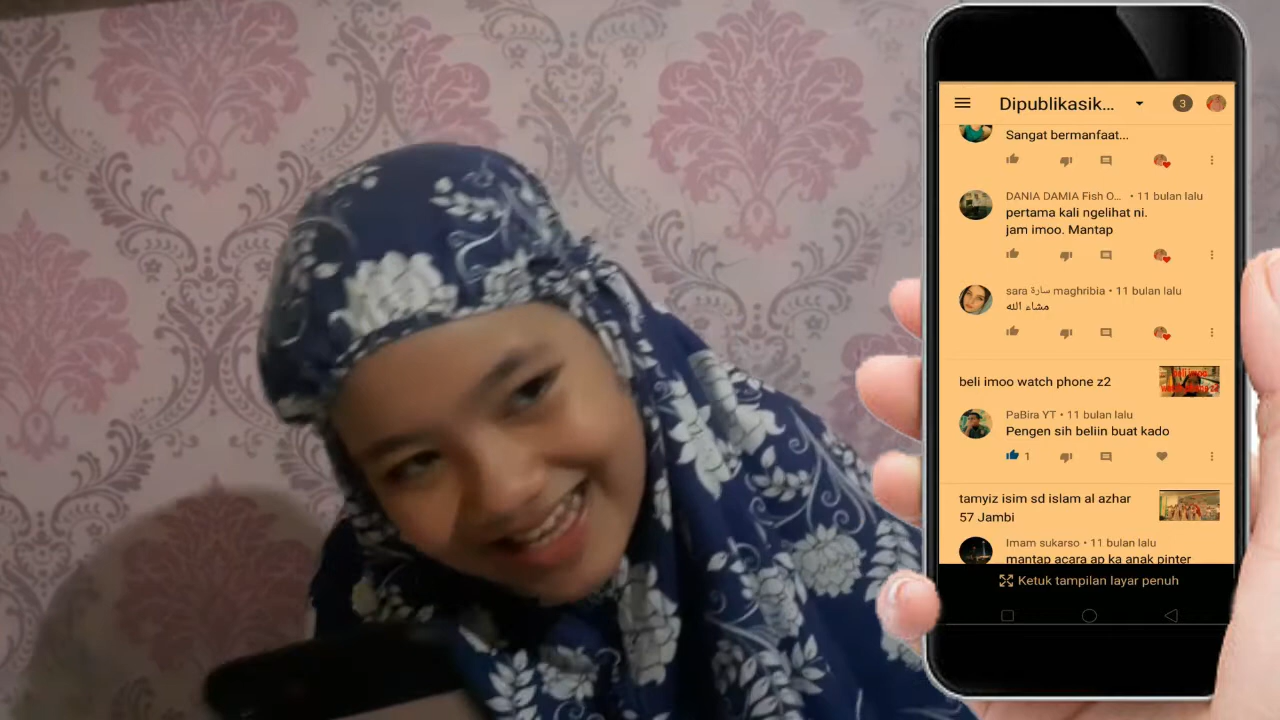 Dipublikasik...
3
Sangat bermanfaat...
DANIA DAMIA Fish O... • 11 bulan lalu
pertama kali ngelihat ni.
jam imoo. Mantap
sara سارة maghribia • 11 bulan lalu
مشاء الله
beli imoo watch phone z2
beli imoo
PaBira YT • 11 bulan lalu
Pengen sih beliin buat kado
1
tamyiz isim sd islam al azhar
57 Jambi
Imam sukarso • 11 bulan lalu
mantap acara ap ka anak pinter
Ketuk tampilan layar penuh